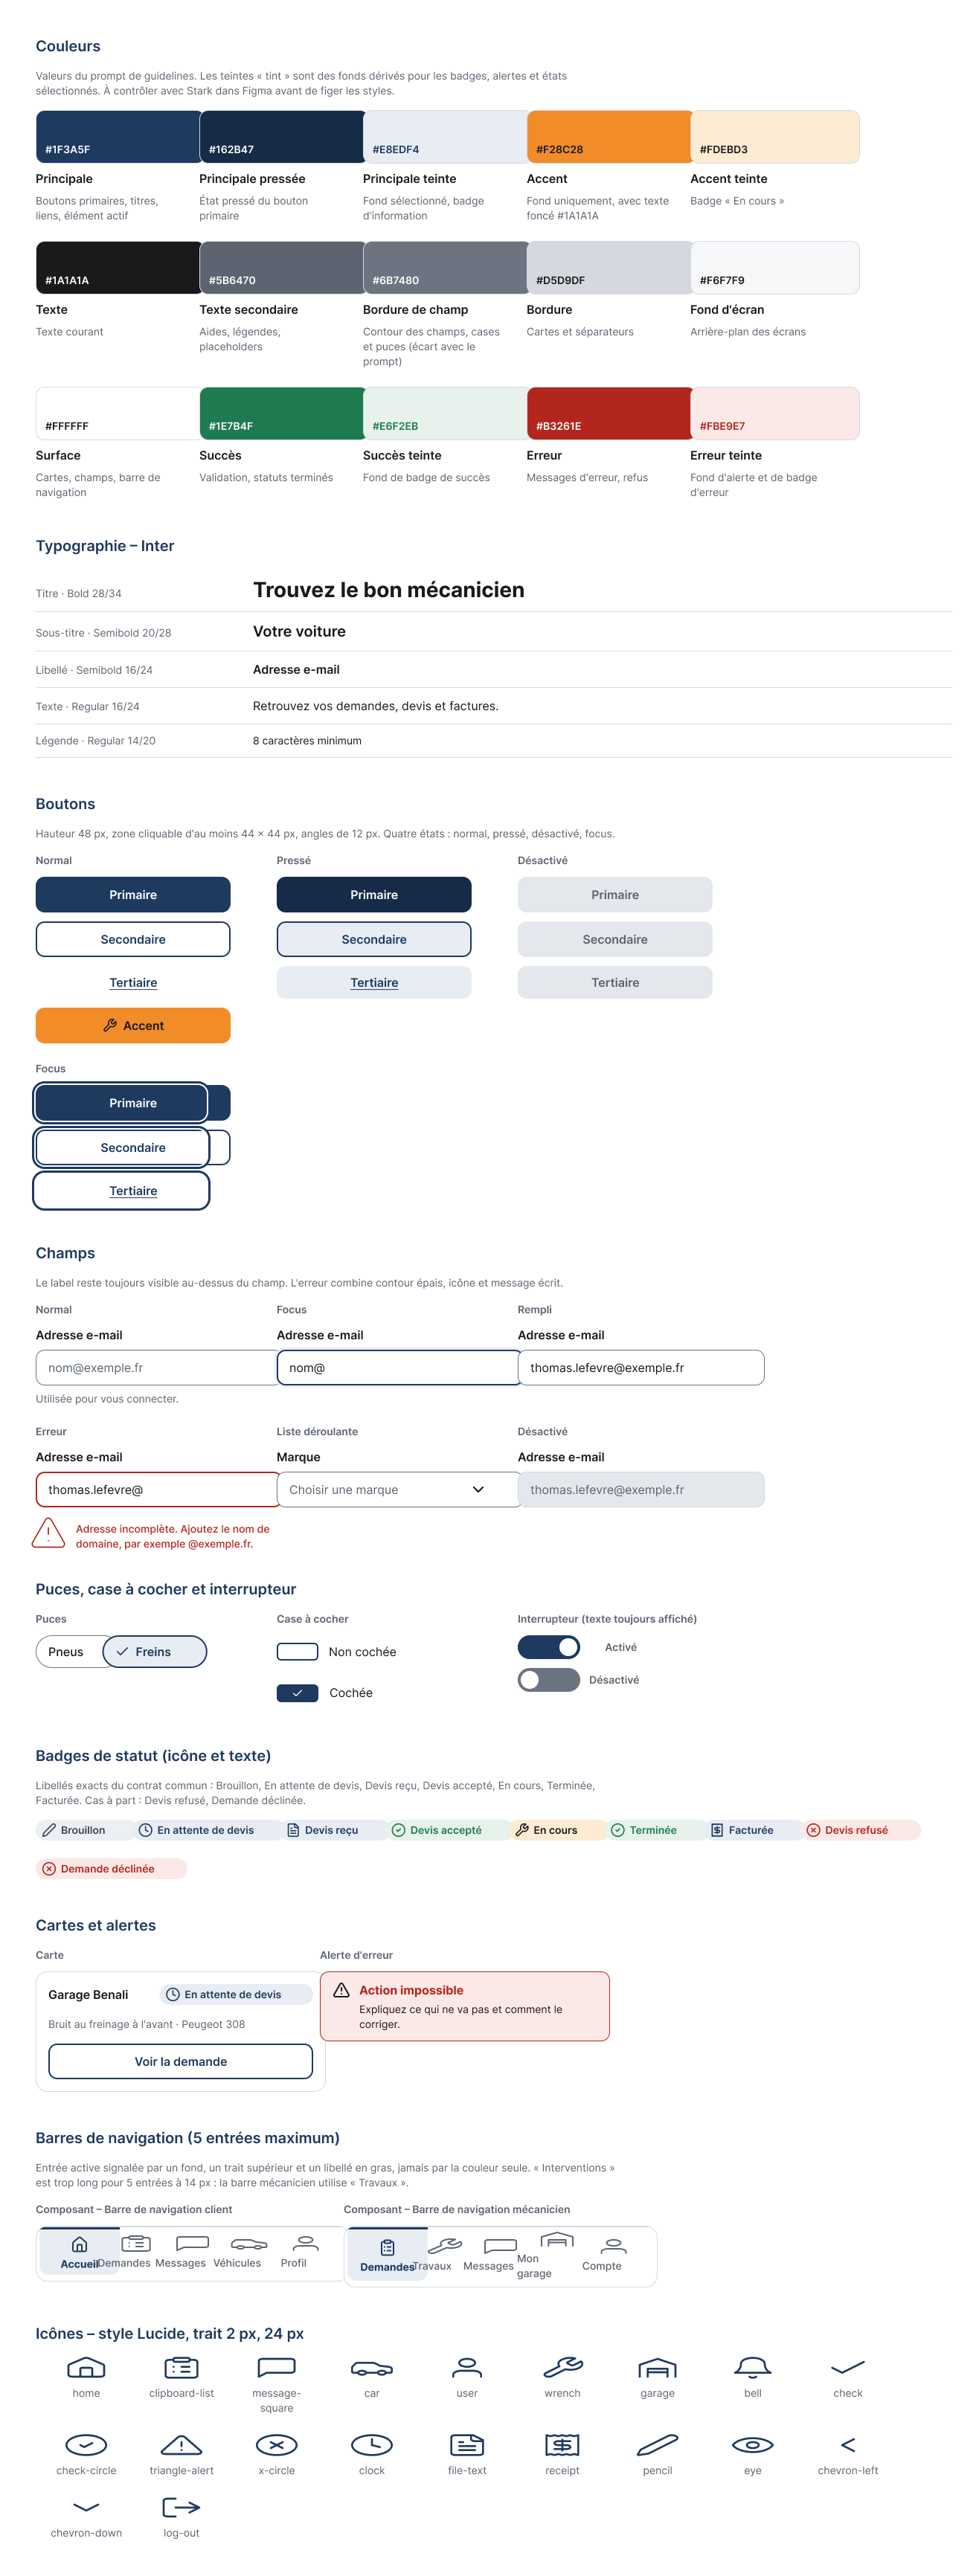 Couleurs
Valeurs du prompt de guidelines. Les teintes « tint » sont des fonds dérivés pour les badges, alertes et états
sélectionnés. À contrôler avec Stark dans Figma avant de figer les styles.
#1F3A5F #162B47 #E8EDF4 #F28C28 #FDEBD3
Principale Principale pressée Principale teinte Accent Accent teinte
Boutons primaires, titres, État pressé du bouton Fond sélectionné, badge Fond uniquement, avec texte Badge « En cours »
liens, élément actif primaire d'information foncé #1A1A1A
#1A1A1A #5B6470 #6B7480 #D5D9DF #F6F7F9
Texte Texte secondaire Bordure de champ Bordure Fond d'écran
Texte courant Aides, légendes, Contour des champs, cases Cartes et séparateurs Arrière-plan des écrans
placeholders et puces (écart avec le
prompt)
#FFFFFF #1E7B4F #E6F2EB #B3261E #FBE9E7
Surface Succès Succès teinte Erreur Erreur teinte
Cartes, champs, barre de Validation, statuts terminés Fond de badge de succès Messages d'erreur, refus Fond d'alerte et de badge
navigation d'erreur
Typographie – Inter
Titre · Bold 28/34 Trouvez le bon mécanicien
Sous-titre · Semibold 20/28 Votre voiture
Libellé · Semibold 16/24 Adresse e-mail
Texte · Regular 16/24 Retrouvez vos demandes, devis et factures.
Légende · Regular 14/20 8 caractères minimum
Boutons
Hauteur 48 px, zone cliquable d'au moins 44 × 44 px, angles de 12 px. Quatre états : normal, pressé, désactivé, focus.
Normal Pressé Désactivé
Primaire Primaire Primaire
Secondaire Secondaire Secondaire
Tertiaire Tertiaire Tertiaire
Accent
Focus
Primaire
Secondaire
Tertiaire
Champs
Le label reste toujours visible au-dessus du champ. L'erreur combine contour épais, icône et message écrit.
Normal Focus Rempli
Adresse e-mail Adresse e-mail Adresse e-mail
nom@exemple.fr nom@ thomas.lefevre@exemple.fr
Utilisée pour vous connecter.
Erreur Liste déroulante Désactivé
Adresse e-mail Marque Adresse e-mail
thomas.lefevre@ Choisir une marque thomas.lefevre@exemple.fr
Adresse incomplète. Ajoutez le nom de
domaine, par exemple @exemple.fr.
Puces, case à cocher et interrupteur
Puces Case à cocher Interrupteur (texte toujours affiché)
Pneus Freins Non cochée Activé
Cochée Désactivé
Badges de statut (icône et texte)
Libellés exacts du contrat commun : Brouillon, En attente de devis, Devis reçu, Devis accepté, En cours, Terminée,
Facturée. Cas à part : Devis refusé, Demande déclinée.
Brouillon En attente de devis Devis reçu Devis accepté En cours Terminée Facturée Devis refusé
Demande déclinée
Cartes et alertes
Carte Alerte d'erreur
Garage Benali En attente de devis Action impossible
Expliquez ce qui ne va pas et comment le
corriger.
Bruit au freinage à l'avant · Peugeot 308
Voir la demande
Barres de navigation (5 entrées maximum)
Entrée active signalée par un fond, un trait supérieur et un libellé en gras, jamais par la couleur seule. « Interventions »
est trop long pour 5 entrées à 14 px : la barre mécanicien utilise « Travaux ».
Composant – Barre de navigation client Composant – Barre de navigation mécanicien
Accueil Demandes Messages Véhicules Profil Demandes Travaux Messages Mon
garage Compte
Icônes – style Lucide, trait 2 px, 24 px
home clipboard-list message- car user wrench garage bell check
square
check-circle triangle-alert x-circle clock file-text receipt pencil eye chevron-left
chevron-down log-out